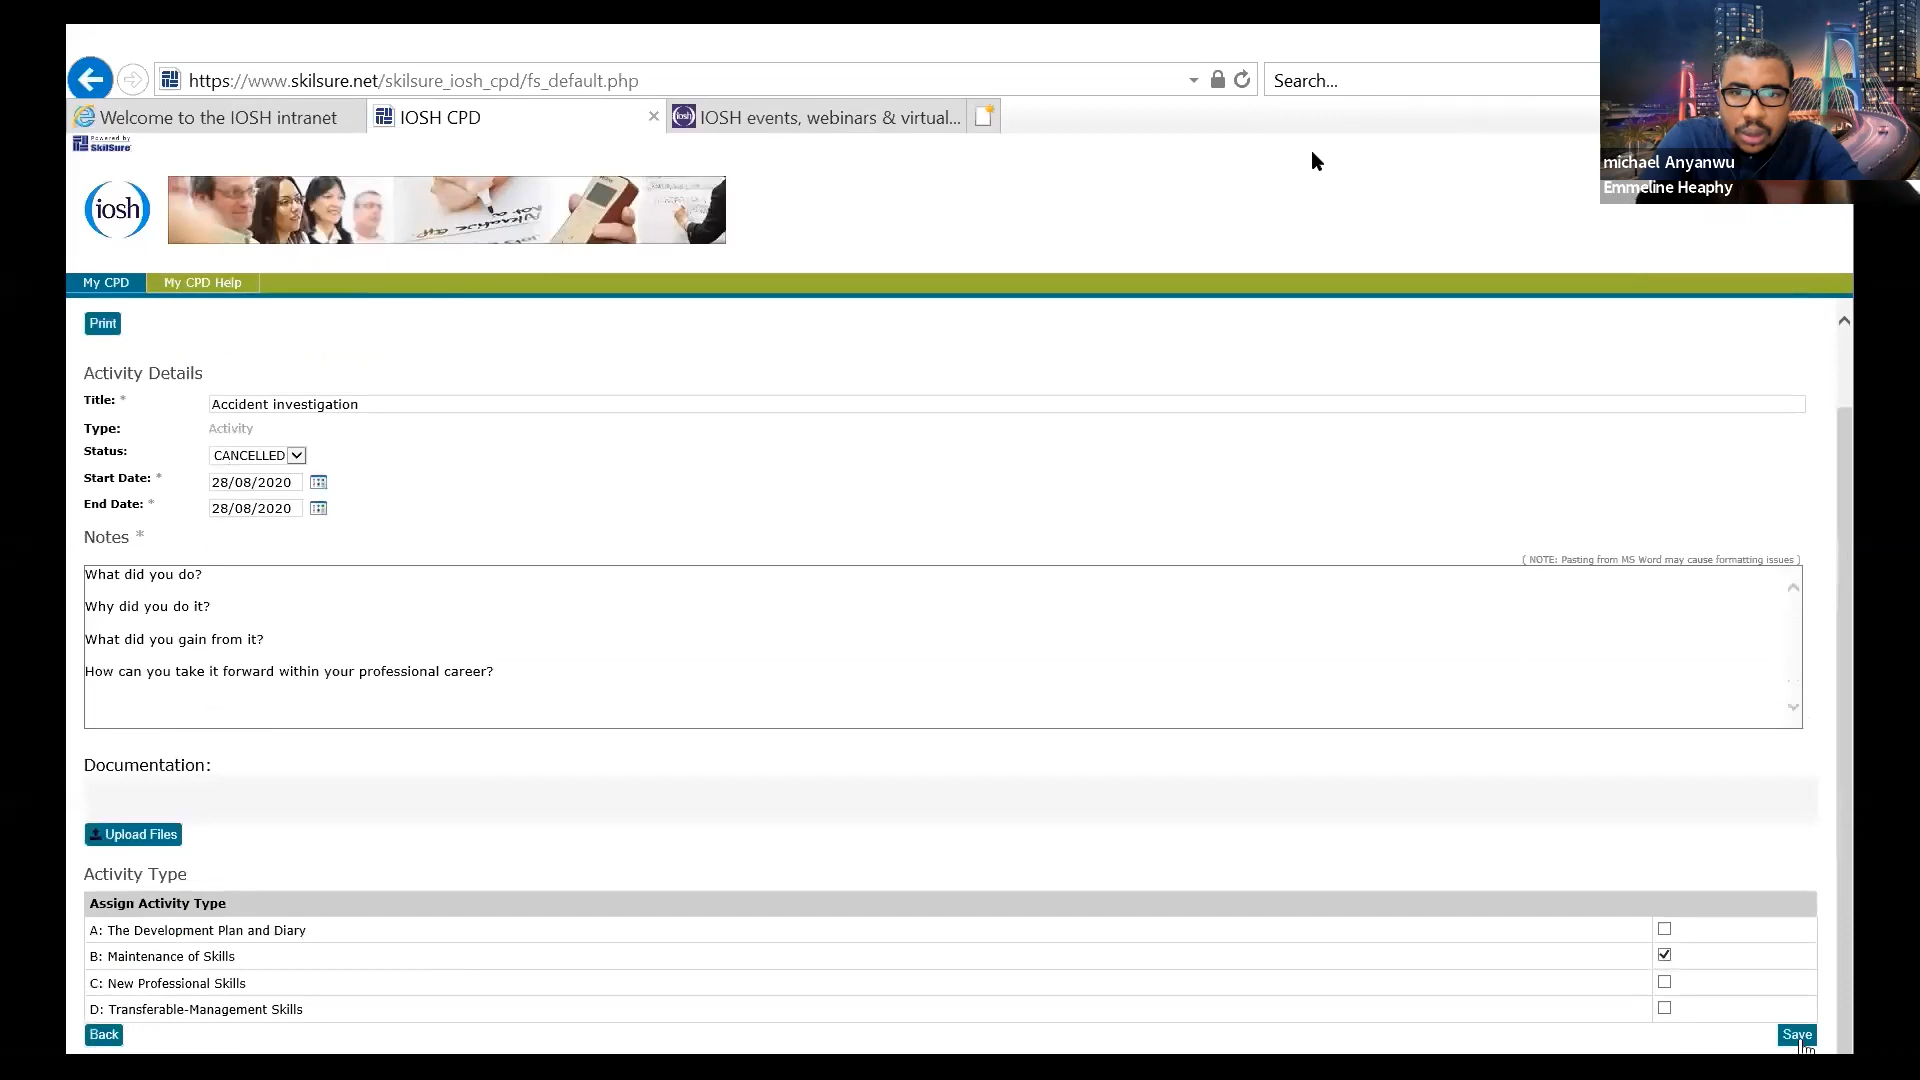 https://www.skilsure.net/skilsure_iosh_cpd/fs_default.php
Search...
Welcome to the IOSH intranet
IOSH CPD
IOSH events, webinars & virtual...
Powered by
SkilSure
iosh
michael Anyanwu
Emmeline Heaphy
My CPD
My CPD Help
Print
Activity Details
Title: * Accident investigation
Type: Activity
Status: CANCELLED
Start Date: * 28/08/2020
End Date: * 28/08/2020
Notes *
( NOTE: Pasting from MS Word may cause formatting issues )
What did you do?
Why did you do it?
What did you gain from it?
How can you take it forward within your professional career?
Documentation:
Upload Files
Activity Type
Assign Activity Type
A: The Development Plan and Diary
B: Maintenance of Skills
C: New Professional Skills
D: Transferable-Management Skills
Back
Save